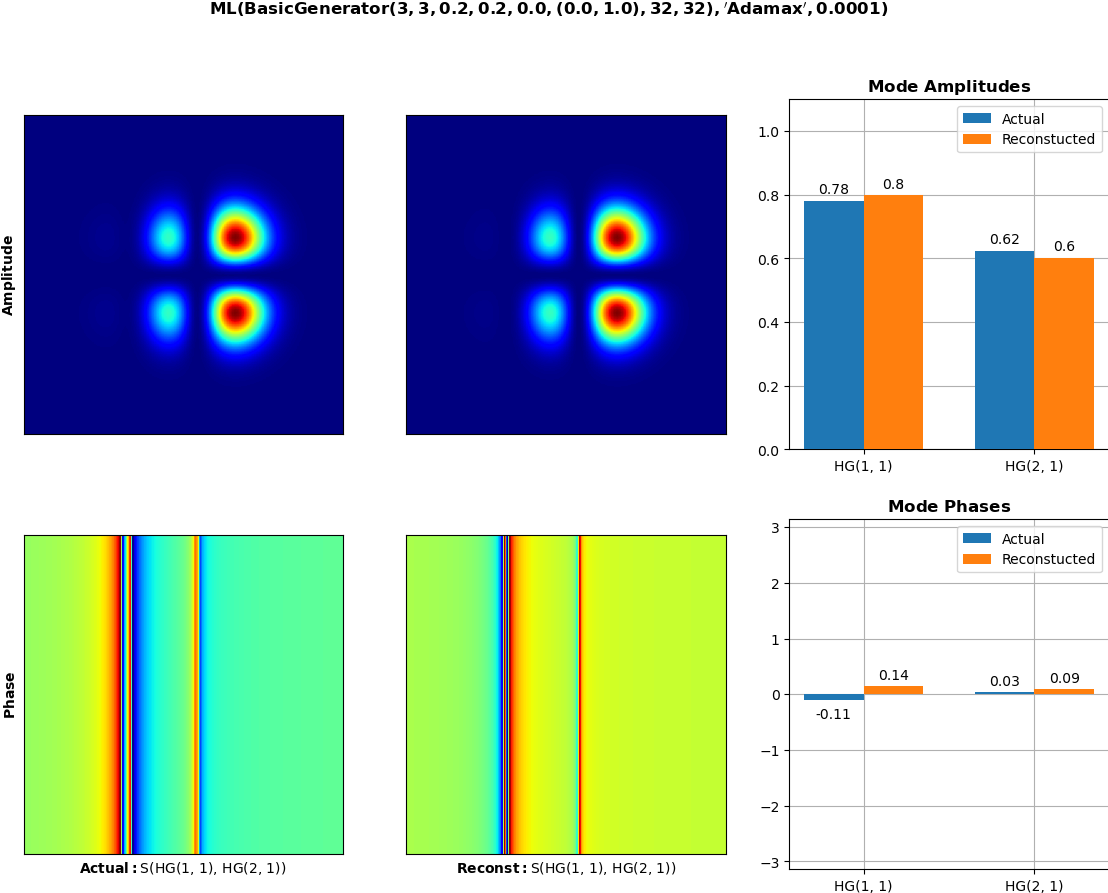 ML(BasicGenerator(3, 3, 0.2, 0.2, 0.0, (0.0, 1.0), 32, 32), 'Adamax', 0.0001)
Amplitude
Mode Amplitudes
Actual
Reconstucted
1.0
0.8
0.6
0.4
0.2
0.0
0.78
0.8
0.62
0.6
HG(1, 1)
HG(2, 1)
Phase
Actual: S(HG(1, 1), HG(2, 1))
Reconst: S(HG(1, 1), HG(2, 1))
Mode Phases
Actual
Reconstucted
3
2
1
0
−1
−2
−3
-0.11
0.14
0.03
0.09
HG(1, 1)
HG(2, 1)